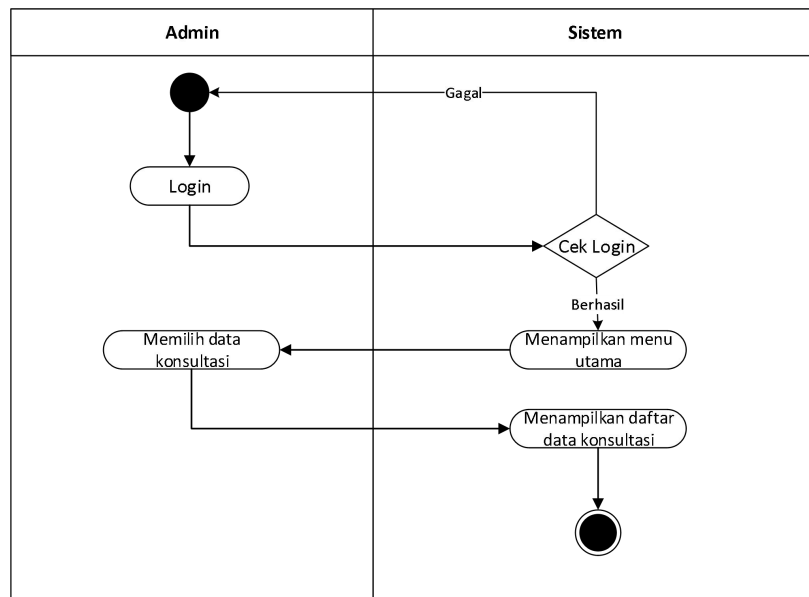 Admin
Sistem
Gagal
Login
Cek Login
Berhasil
Menampilkan menu
utama
Memilih data
konsultasi
Menampilkan daftar
data konsultasi